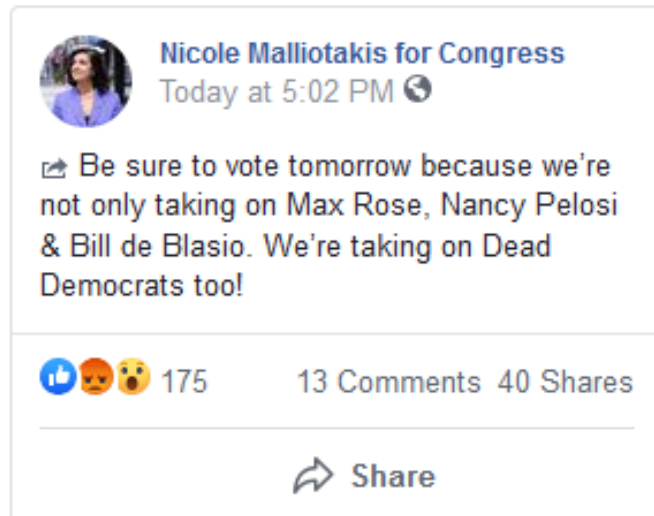 Nicole Malliotakis for Congress
Today at 5:02 PM
Be sure to vote tomorrow because we're
not only taking on Max Rose, Nancy Pelosi
& Bill de Blasio. We're taking on Dead
Democrats too!
175 13 Comments 40 Shares
Share